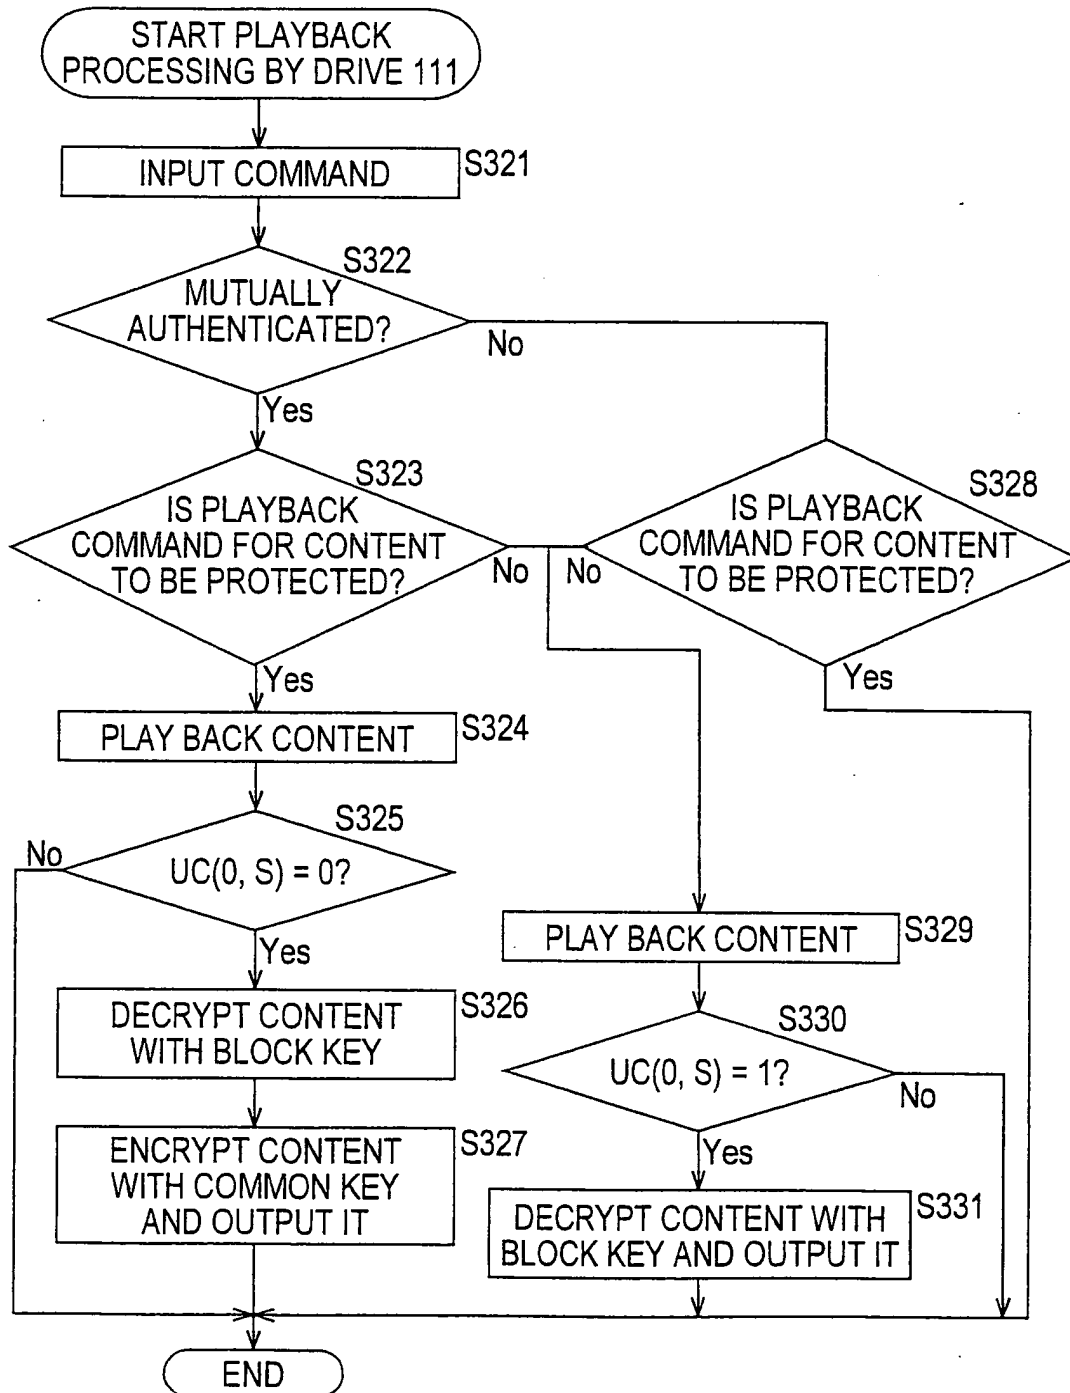 START PLAYBACK
PROCESSING BY DRIVE 111
INPUT COMMAND
S321
S322
MUTUALLY
AUTHENTICATED?
No
Yes
S323
IS PLAYBACK
COMMAND FOR CONTENT
TO BE PROTECTED?
No
Yes
S328
IS PLAYBACK
COMMAND FOR CONTENT
TO BE PROTECTED?
No
Yes
PLAY BACK CONTENT
S324
S325
UC(0, S) = 0?
No
Yes
DECRYPT CONTENT
WITH BLOCK KEY
S326
ENCRYPT CONTENT
WITH COMMON KEY
AND OUTPUT IT
S327
PLAY BACK CONTENT
S329
S330
UC(0, S) = 1?
No
Yes
DECRYPT CONTENT WITH
BLOCK KEY AND OUTPUT IT
S331
END